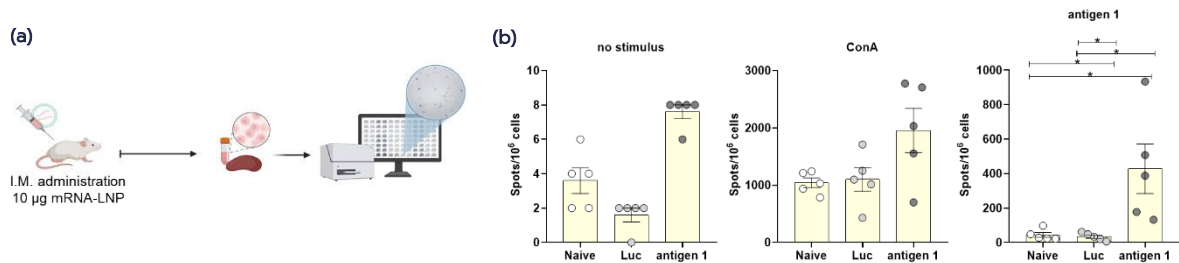 (a)
I.M. administration
10 µg mRNA-LNP
(b)
no stimulus
Spots/10⁶ cells
10
8
6
4
2
0
Naive Luc antigen 1
ConA
Spots/10⁶ cells
3000
2000
1000
0
Naive Luc antigen 1
antigen 1
*
*
*
*
Spots/10⁶ cells
1000
800
600
400
200
0
Naive Luc antigen 1